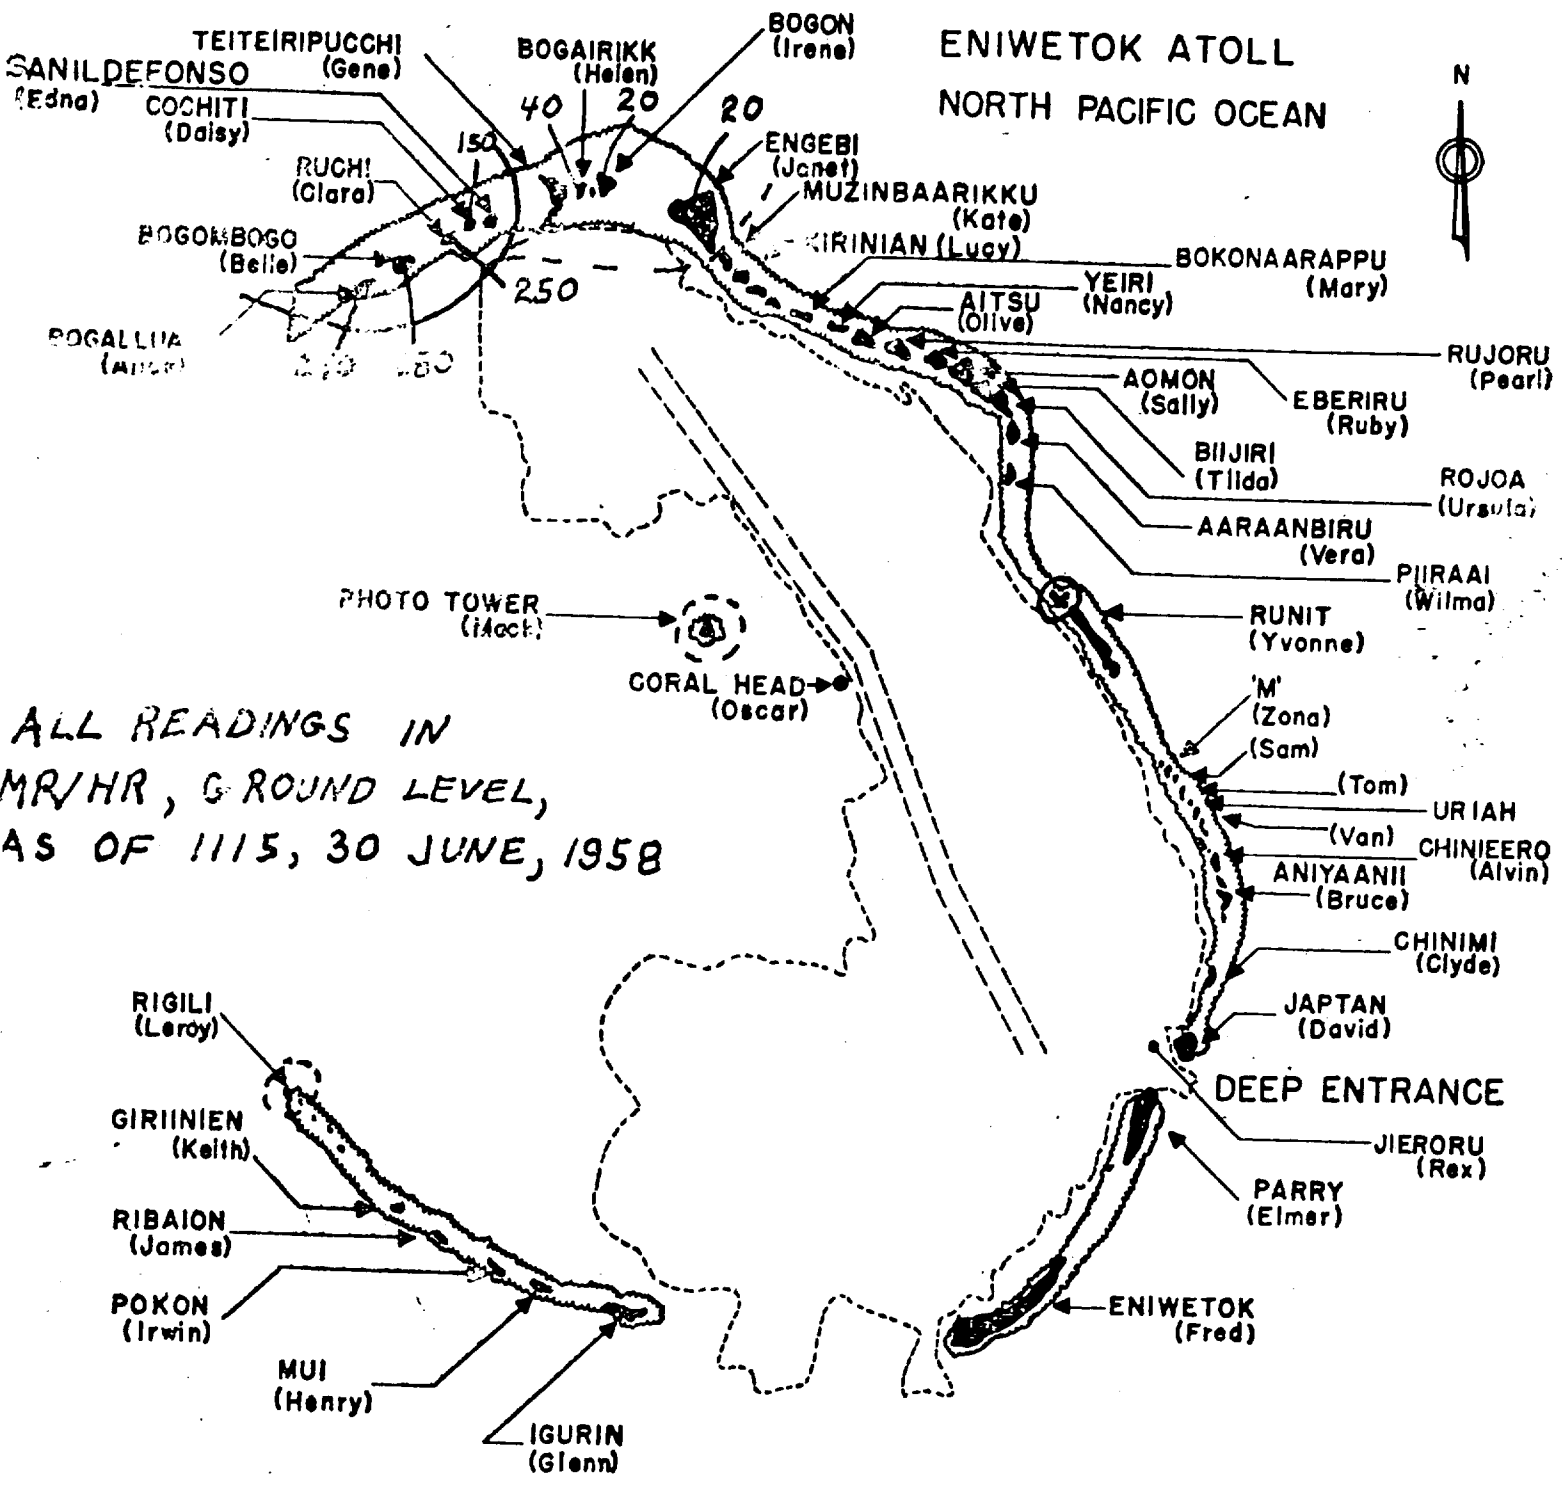 ENIWETOK ATOLL
NORTH PACIFIC OCEAN
N
TEITEIRIPUCCHI
(Gene)
BOGAIRIKK
(Helen)
BOGON
(Irene)
SANILDEFONSO
(Edna)
COCHITI
(Daisy)
RUCHI
(Clara)
BOGOMBOGO
(Belle)
BOGALLUA
150
40
20
20
250
ENGEBI
(Janet)
MUZINBAARIKKU
(Kate)
KIRINIAN (Lucy)
BOKONAARAPPU
(Mary)
YEIRI
(Nancy)
AITSU
(Olive)
RUJORU
(Pearl)
EBERIRU
(Ruby)
AOMON
(Sally)
BIIJIRI
(Tilda)
ROJOA
(Ursula)
AARAANBIRU
(Vera)
PIIRAAI
(Wilma)
RUNIT
(Yvonne)
PHOTO TOWER
(Mack)
CORAL HEAD
(Oscar)
'M'
(Zona)
(Sam)
(Tom)
URIAH
(Van)
CHINIEERO
(Alvin)
ANIYAANII
(Bruce)
CHINIMI
(Clyde)
JAPTAN
(David)
DEEP ENTRANCE
JIERORU
(Rex)
PARRY
(Elmer)
ENIWETOK
(Fred)
ALL READINGS IN
MR/HR, GROUND LEVEL,
AS OF 1115, 30 JUNE, 1958
RIGILI
(Leroy)
GIRIINIEN
(Keith)
RIBAION
(James)
POKON
(Irwin)
MUI
(Henry)
IGURIN
(Glenn)